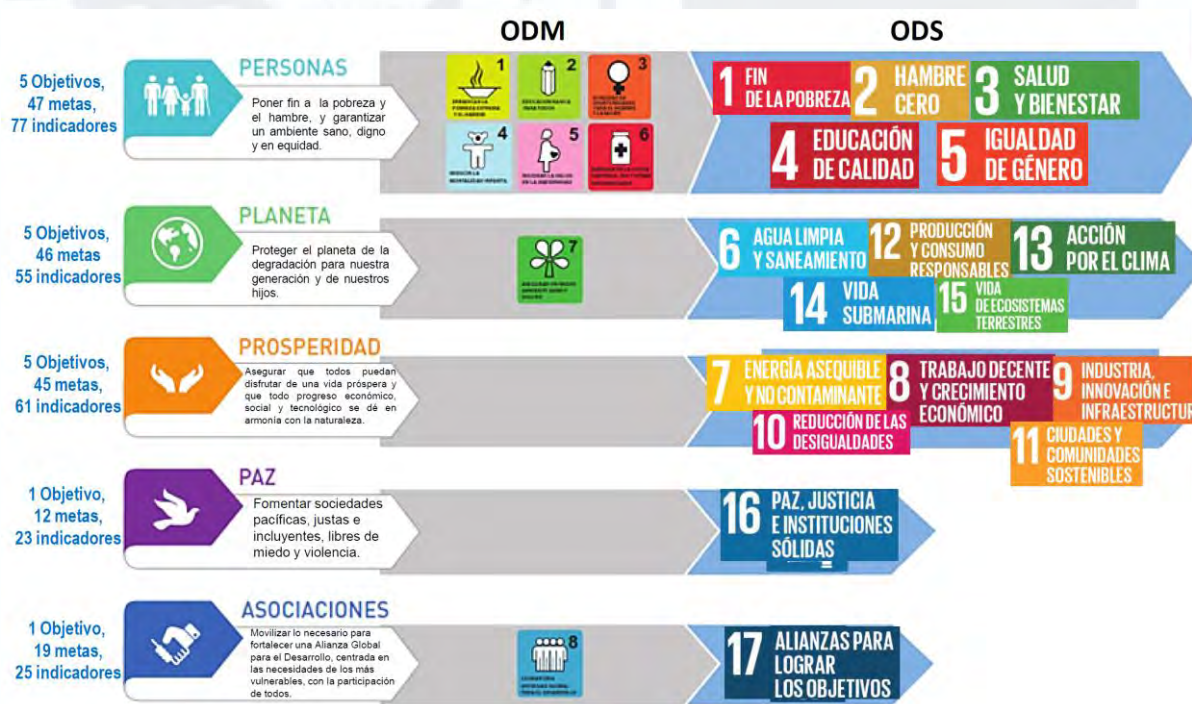 ODM
ODS
5 Objetivos,
47 metas,
77 indicadores
PERSONAS
Poner fin a la pobreza y
el hambre, y garantizar
un ambiente sano, digno
y en equidad.
1
2
3
4
5
6
1 FIN
DE LA POBREZA
2 HAMBRE
CERO
3 SALUD
Y BIENESTAR
4 EDUCACIÓN
DE CALIDAD
5 IGUALDAD
DE GÉNERO
5 Objetivos,
46 metas
55 indicadores
PLANETA
Proteger el planeta de la
degradación para nuestra
generación y de nuestros
hijos.
7
6 AGUA LIMPIA
Y SANEAMIENTO
12 PRODUCCIÓN
Y CONSUMO
RESPONSABLES
13 ACCIÓN
POR EL CLIMA
14 VIDA
SUBMARINA
15 VIDA
DE ECOSISTEMAS
TERRESTRES
5 Objetivos,
45 metas,
61 indicadores
PROSPERIDAD
Asegurar que todos puedan
disfrutar de una vida próspera y
que todo progreso económico,
social y tecnológico se dé en
armonía con la naturaleza.
7 ENERGÍA ASEQUIBLE
Y NO CONTAMINANTE
8 TRABAJO DECENTE
Y CRECIMIENTO
ECONÓMICO
9 INDUSTRIA,
INNOVACIÓN E
INFRAESTRUCTUR
10 REDUCCIÓN DE LAS
DESIGUALDADES
11 CIUDADES Y
COMUNIDADES
SOSTENIBLES
1 Objetivo,
12 metas,
23 indicadores
PAZ
Fomentar sociedades
pacíficas, justas e
incluyentes, libres de
miedo y violencia.
16 PAZ, JUSTICIA
E INSTITUCIONES
SÓLIDAS
1 Objetivo,
19 metas,
25 indicadores
ASOCIACIONES
Movilizar lo necesario para
fortalecer una Alianza Global
para el Desarrollo, centrada en
las necesidades de los más
vulnerables, con la participación
de todos.
8
17 ALIANZAS PARA
LOGRAR
LOS OBJETIVOS